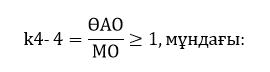 k4- 4 = ӨАО / МО ≥ 1, мұндағы: